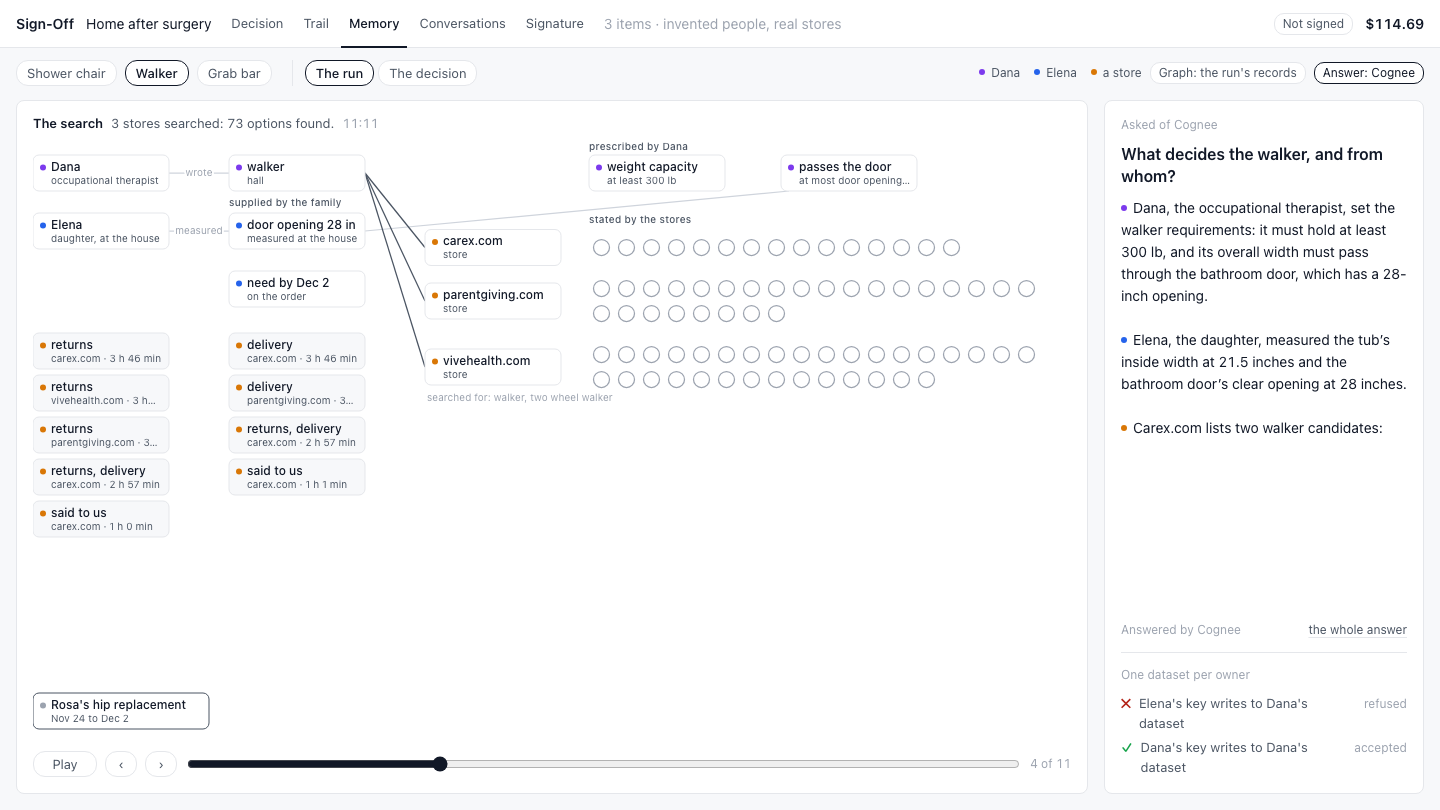 Sign-Off Home after surgery Decision Trail Memory Conversations Signature 3 items · invented people, real stores Not signed $114.69
Shower chair Walker Grab bar The run The decision Dana Elena a store Graph: the run's records Answer: Cognee
The search 3 stores searched: 73 options found. 11:11
prescribed by Dana
Dana
occupational therapist
wrote
walker
hall
weight capacity
at least 300 lb
passes the door
at most door opening...
supplied by the family
stated by the stores
Elena
daughter, at the house
measured
door opening 28 in
measured at the house
carex.com
store
need by Dec 2
on the order
parentgiving.com
store
vivehealth.com
store
searched for: walker, two wheel walker
returns
carex.com · 3 h 46 min
delivery
carex.com · 3 h 46 min
returns
vivehealth.com · 3 h...
delivery
parentgiving.com · 3...
returns
parentgiving.com · 3...
returns, delivery
carex.com · 2 h 57 min
returns, delivery
carex.com · 2 h 57 min
said to us
carex.com · 1 h 1 min
said to us
carex.com · 1 h 0 min
Rosa's hip replacement
Nov 24 to Dec 2
Play ‹ › 4 of 11
Asked of Cognee
What decides the walker, and from
whom?
Dana, the occupational therapist, set the
walker requirements: it must hold at least
300 lb, and its overall width must pass
through the bathroom door, which has a 28-
inch opening.
Elena, the daughter, measured the tub’s
inside width at 21.5 inches and the
bathroom door’s clear opening at 28 inches.
Carex.com lists two walker candidates:
Answered by Cognee the whole answer
One dataset per owner
Elena's key writes to Dana's refused
dataset
Dana's key writes to Dana's accepted
dataset